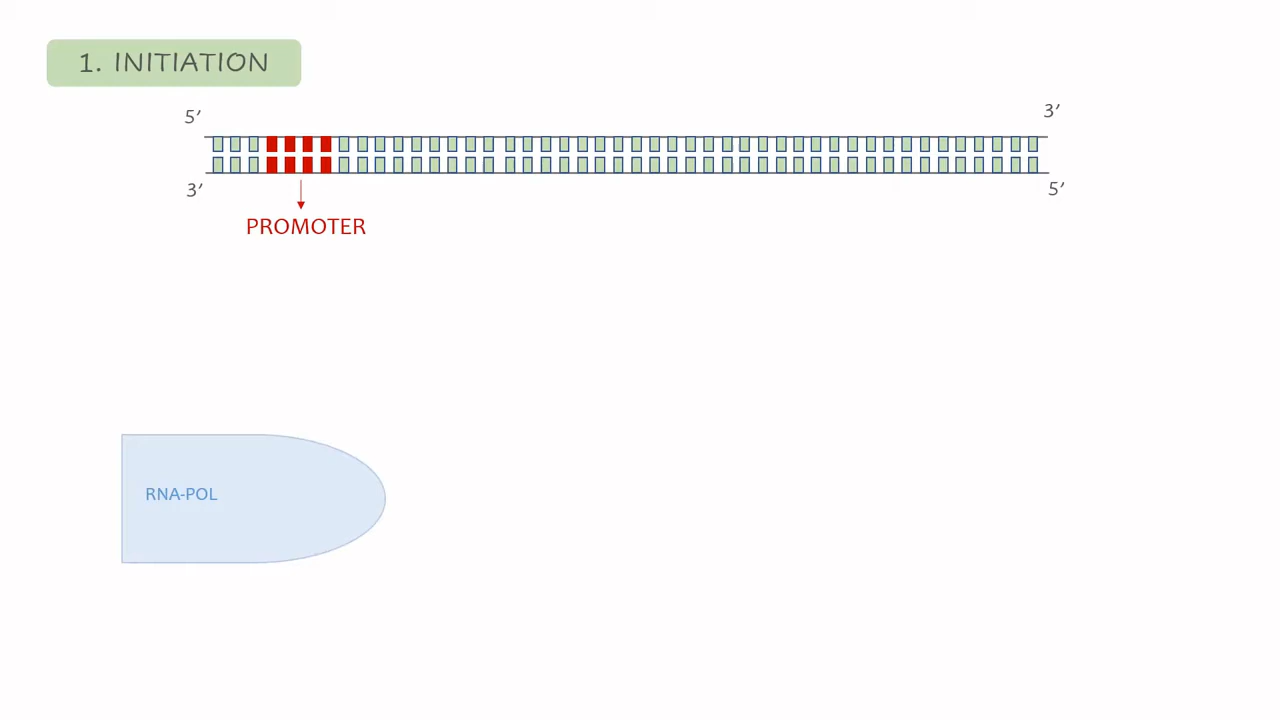 1. INITIATION
5′ 3′
3′ 5′
PROMOTER
RNA-POL